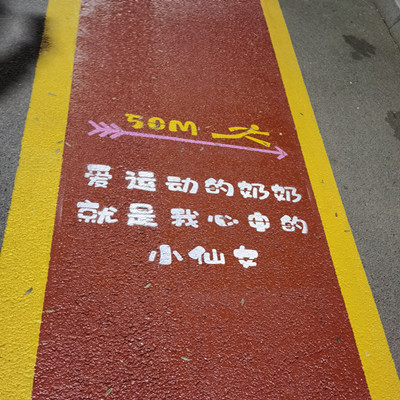 50M
爱运动的奶奶
就是我心中的
小仙女